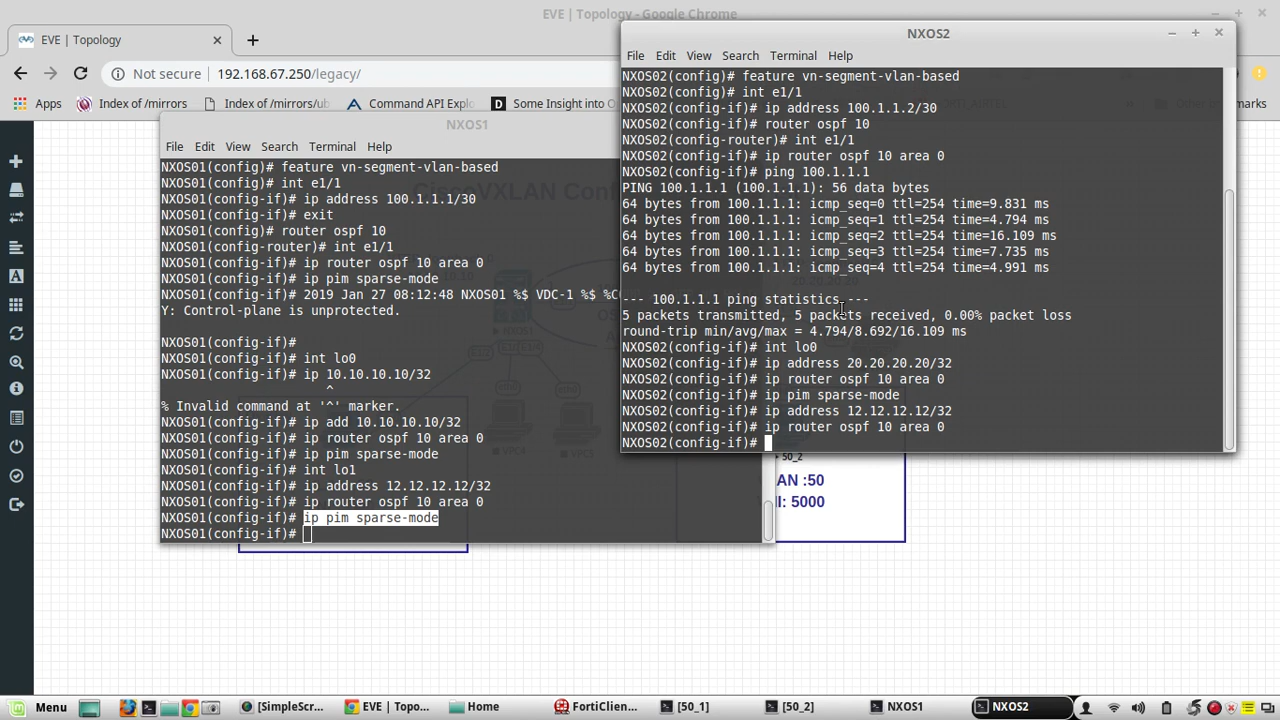 EVE | Topology - Google Chrome
EVE | Topology
Not secure
192.168.67.250/legacy/
Apps
Index of /mirrors/
Index of /mirrors/ub
Command API Explo
Some Insight into O
NXOS1
File Edit View Search Terminal Help
NXOS01(config)# feature vn-segment-vlan-based
NXOS01(config)# int e1/1
NXOS01(config-if)# ip address 100.1.1.1/30
NXOS01(config-if)# exit
NXOS01(config)# router ospf 10
NXOS01(config-router)# int e1/1
NXOS01(config-if)# ip router ospf 10 area 0
NXOS01(config-if)# ip pim sparse-mode
NXOS01(config-if)# 2019 Jan 27 08:12:48 NXOS01 %$ VDC-1 %$ %C
Y: Control-plane is unprotected.
NXOS01(config-if)#
NXOS01(config-if)# int lo0
NXOS01(config-if)# ip 10.10.10.10/32
^
% Invalid command at '^' marker.
NXOS01(config-if)# ip add 10.10.10.10/32
NXOS01(config-if)# ip router ospf 10 area 0
NXOS01(config-if)# ip pim sparse-mode
NXOS01(config-if)# int lo1
NXOS01(config-if)# ip address 12.12.12.12/32
NXOS01(config-if)# ip router ospf 10 area 0
NXOS01(config-if)# ip pim sparse-mode
NXOS01(config-if)#
NXOS2
File Edit View Search Terminal Help
NXOS02(config)# feature vn-segment-vlan-based
NXOS02(config)# int e1/1
NXOS02(config-if)# ip address 100.1.1.2/30
NXOS02(config-if)# router ospf 10
NXOS02(config-router)# int e1/1
NXOS02(config-if)# ip router ospf 10 area 0
NXOS02(config-if)# ping 100.1.1.1
PING 100.1.1.1 (100.1.1.1): 56 data bytes
64 bytes from 100.1.1.1: icmp_seq=0 ttl=254 time=9.831 ms
64 bytes from 100.1.1.1: icmp_seq=1 ttl=254 time=4.794 ms
64 bytes from 100.1.1.1: icmp_seq=2 ttl=254 time=16.109 ms
64 bytes from 100.1.1.1: icmp_seq=3 ttl=254 time=7.735 ms
64 bytes from 100.1.1.1: icmp_seq=4 ttl=254 time=4.991 ms
--- 100.1.1.1 ping statistics ---
5 packets transmitted, 5 packets received, 0.00% packet loss
round-trip min/avg/max = 4.794/8.692/16.109 ms
NXOS02(config-if)# int lo0
NXOS02(config-if)# ip address 20.20.20.20/32
NXOS02(config-if)# ip router ospf 10 area 0
NXOS02(config-if)# ip pim sparse-mode
NXOS02(config-if)# ip address 12.12.12.12/32
NXOS02(config-if)# ip router ospf 10 area 0
NXOS02(config-if)#
50_2
AN :50
I: 5000
Menu
[SimpleScr...
EVE | Topo...
Home
FortiClien...
[50_1]
[50_2]
NXOS1
NXOS2